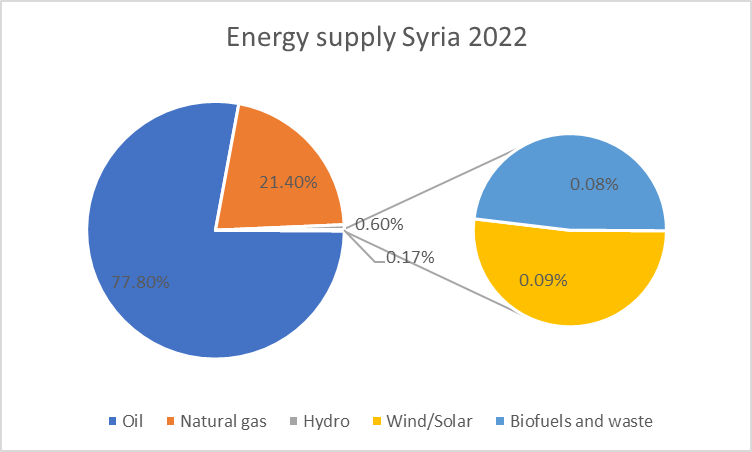 Energy supply Syria 2022
21.40%
0.08%
0.60%
0.17%
77.80%
0.09%
Oil
Natural gas
Hydro
Wind/Solar
Biofuels and waste